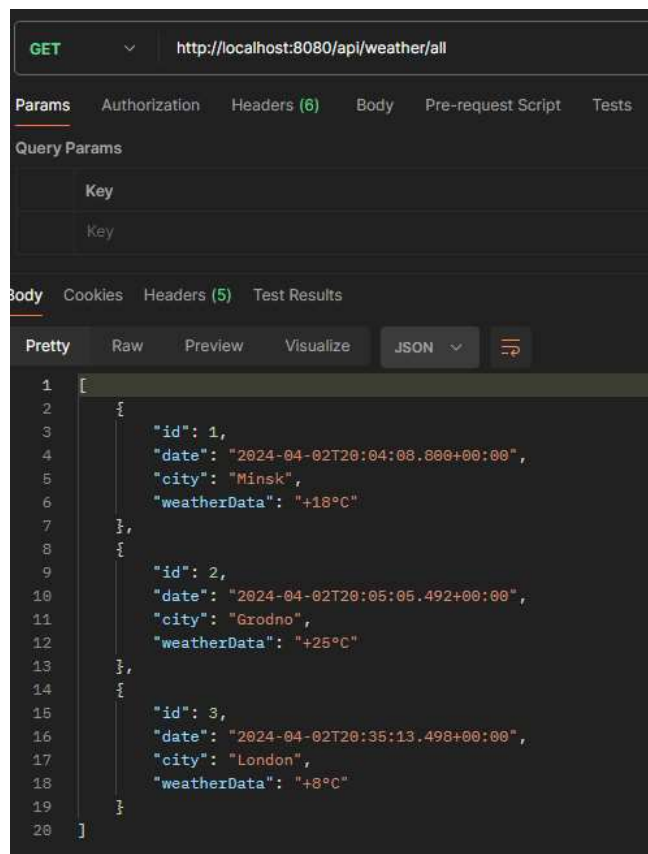 GET http://localhost:8080/api/weather/all
Params Authorization Headers (6) Body Pre-request Script Tests
Query Params
Key
Key
Body Cookies Headers (5) Test Results
Pretty Raw Preview Visualize JSON
1 [
2 {
3 "id": 1,
4 "date": "2024-04-02T20:04:08.800+00:00",
5 "city": "Minsk",
6 "weatherData": "+18°C"
7 },
8 {
9 "id": 2,
10 "date": "2024-04-02T20:05:05.492+00:00",
11 "city": "Grodno",
12 "weatherData": "+25°C"
13 },
14 {
15 "id": 3,
16 "date": "2024-04-02T20:35:13.498+00:00",
17 "city": "London",
18 "weatherData": "+8°C"
19 }
20 ]